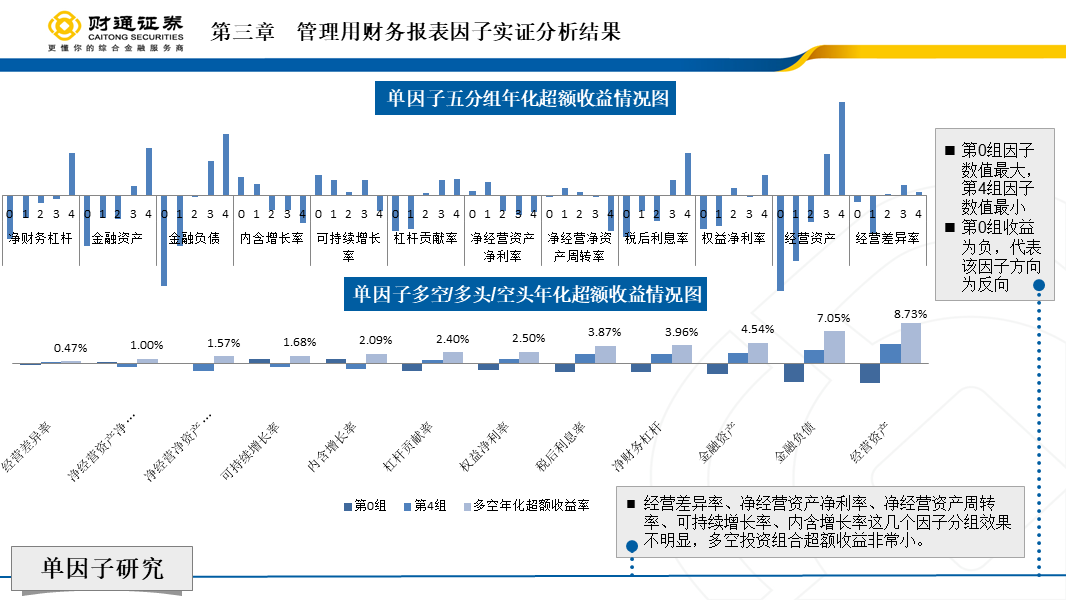 财通证券
CAITONG SECURITIES
更懂你的综合金融服务商
第三章 管理用财务报表因子实证分析结果
单因子五分组年化超额收益情况图
0 1 2 3 4 0 1 2 3 4 0 1 2 3 4 0 1 2 3 4 0 1 2 3 4 0 1 2 3 4 0 1 2 3 4 0 1 2 3 4 0 1 2 3 4 0 1 2 3 4 0 1 2 3 4 0 1 2 3 4
净财务杠杆 金融资产 金融负债 内含增长率 可持续增长 杠杆贡献率 净经营资产 净经营净资 税后利息率 权益净利率 经营资产 经营差异率
率 净利率 产周转率
■ 第0组因子
数值最大，
第4组因子
数值最小
■ 第0组收益
为负，代表
该因子方向
为反向
单因子多空/多头/空头年化超额收益情况图
0.47% 1.00% 1.57% 1.68% 2.09% 2.40% 2.50% 3.87% 3.96% 4.54% 7.05% 8.73%
经营差异率
净经营资产净…
净经营净资产…
可持续增长率
内含增长率
杠杆贡献率
权益净利率
税后利息率
净财务杠杆
金融资产
金融负债
经营资产
第0组 第4组 多空年化超额收益率
■ 经营差异率、净经营资产净利率、净经营资产周转
率、可持续增长率、内含增长率这几个因子分组效果
不明显，多空投资组合超额收益非常小。
单因子研究